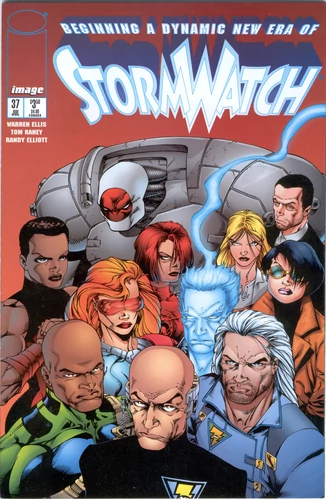 BEGINNING A DYNAMIC NEW ERA OF
STORMWATCH
image
37
JUL
WARREN ELLIS
TOM RANEY
RANDY ELLIOTT